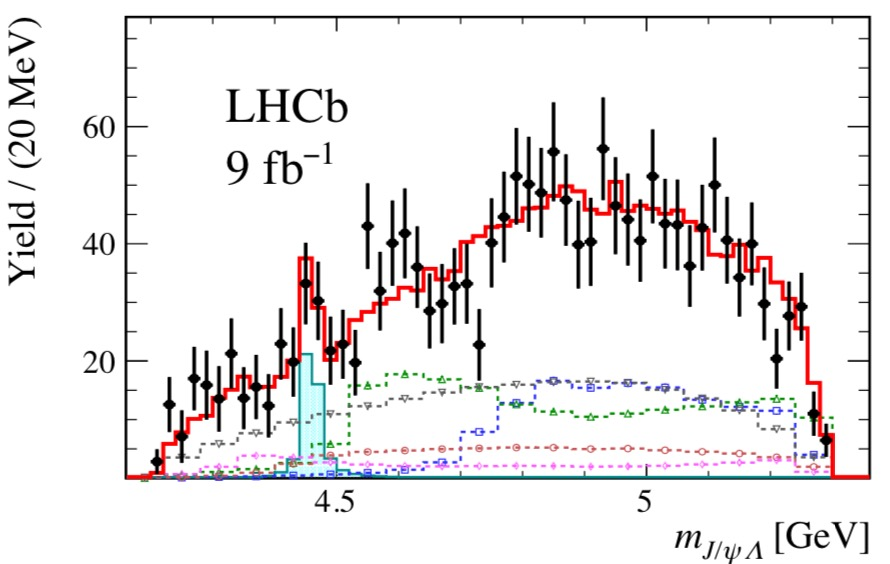 Yield / (20 MeV)
LHCb
9 fb⁻¹
60
40
20
4.5
5
m_{J/ψΛ} [GeV]